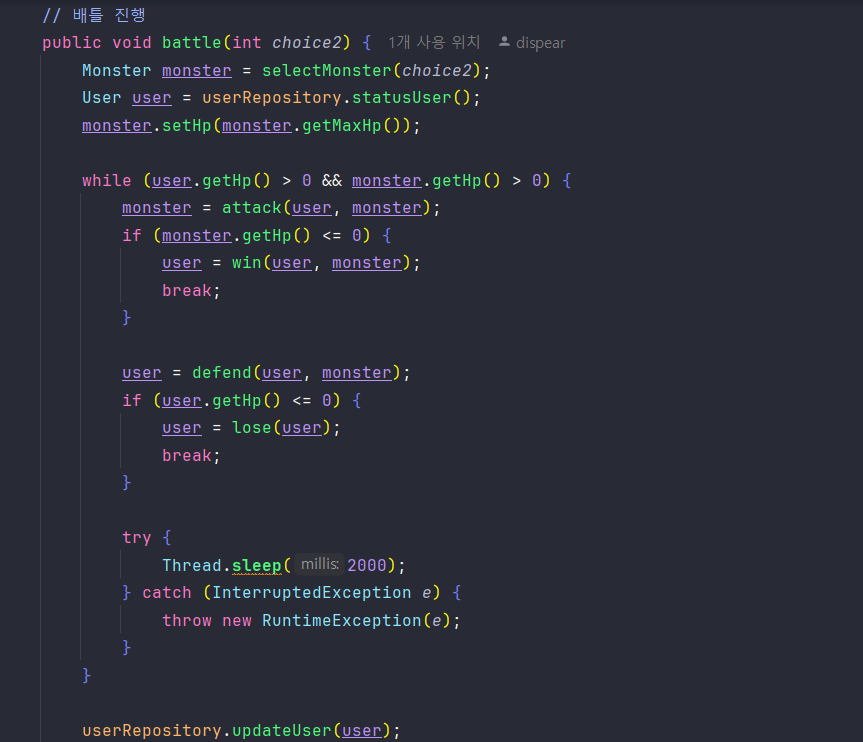 // 배틀 진행
public void battle(int choice2) { 1개 사용 위치 dispear
    Monster monster = selectMonster(choice2);
    User user = userRepository.statusUser();
    monster.setHp(monster.getMaxHp());

    while (user.getHp() > 0 && monster.getHp() > 0) {
        monster = attack(user, monster);
        if (monster.getHp() <= 0) {
            user = win(user, monster);
            break;
        }

        user = defend(user, monster);
        if (user.getHp() <= 0) {
            user = lose(user);
            break;
        }

        try {
            Thread.sleep( millis: 2000);
        } catch (InterruptedException e) {
            throw new RuntimeException(e);
        }
    }

    userRepository.updateUser(user);